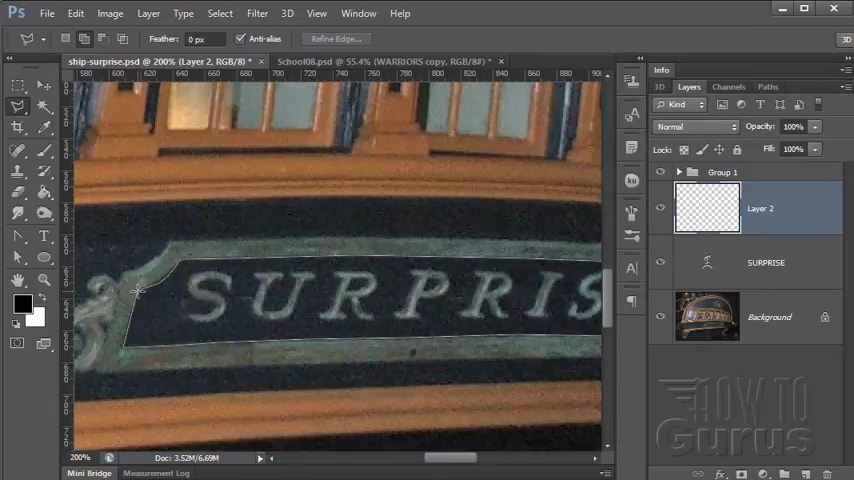 Ps File Edit Image Layer Type Select Filter 3D View Window Help
Feather: 0 px Anti-alias Refine Edge... 3D
ship-surprise.psd @ 200% (Layer 2, RGB/8) * × School08.psd @ 55.4% (WARRIORS copy, RGB/8#) * ×
580 600 620 640 660 680 700 720 740 760 780 800 820 840 860 880 900
Info
3D Layers Channels Paths
Kind
Normal Opacity: 100%
Lock: Fill: 100%
Group 1
Layer 2
SURPRISE
Background
SURPRIS
HOW TO
Gurus
200% Doc: 3.52M/6.69M
Mini Bridge Measurement Log